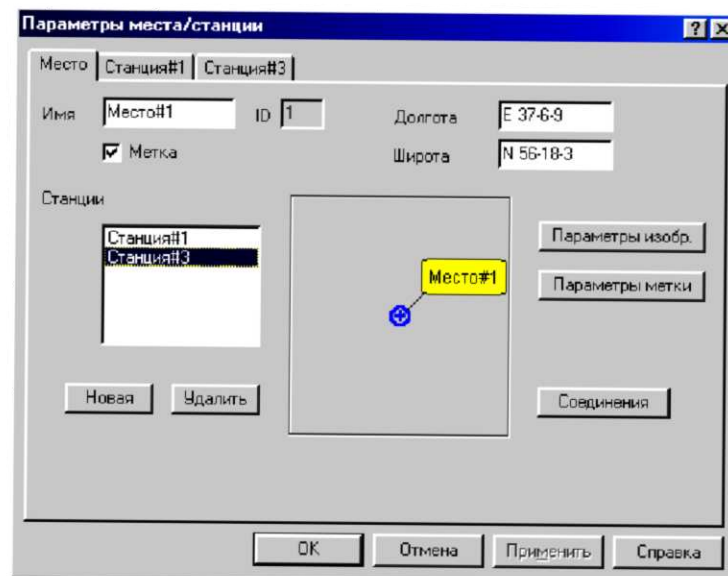 Параметры места/станции
Место Станция#1 Станция#3
Имя Место#1 ID 1 Долгота E 37-6-9
Метка Широта N 56-18-3
Станции
Станция#1
Станция#3
Место#1
Параметры изобр.
Параметры метки
Новая Удалить Соединения
OK Отмена Применить Справка